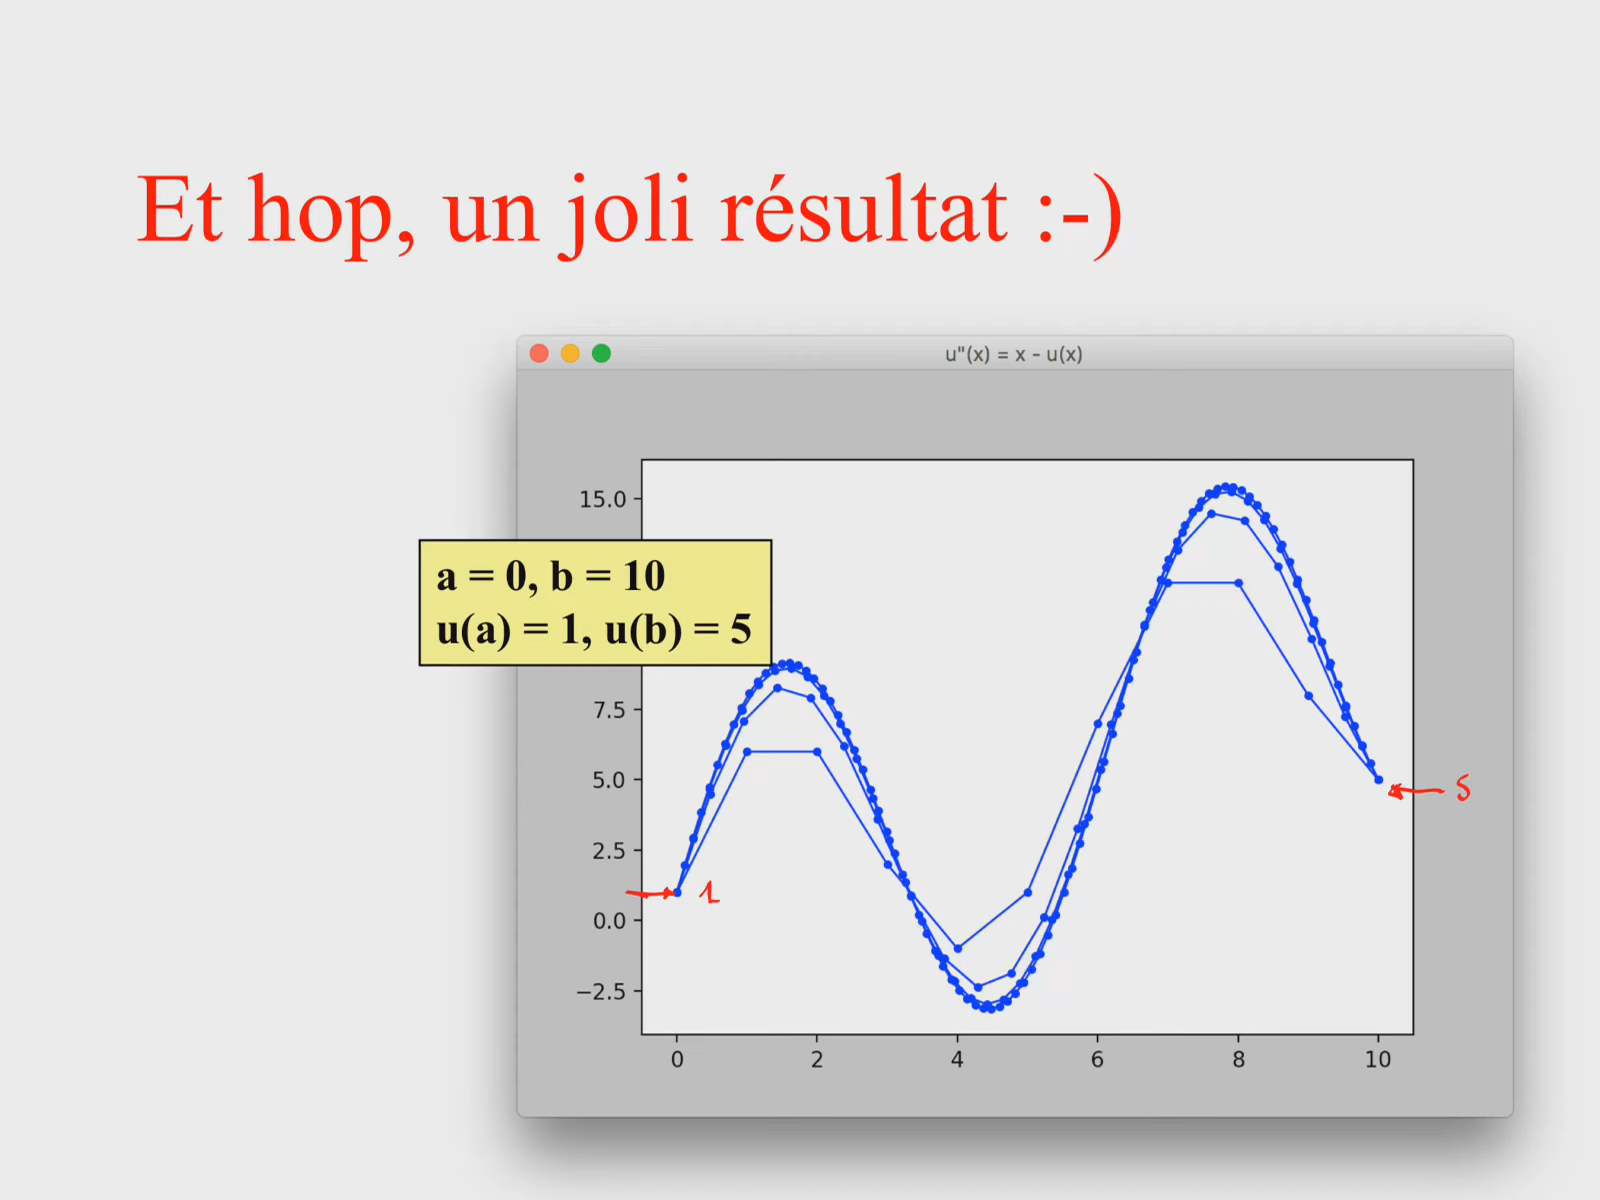 Et hop, un joli résultat :-)
u"(x) = x - u(x)
15.0
a = 0, b = 10
u(a) = 1, u(b) = 5
7.5
5.0
5
2.5
1
0.0
−2.5
0 2 4 6 8 10